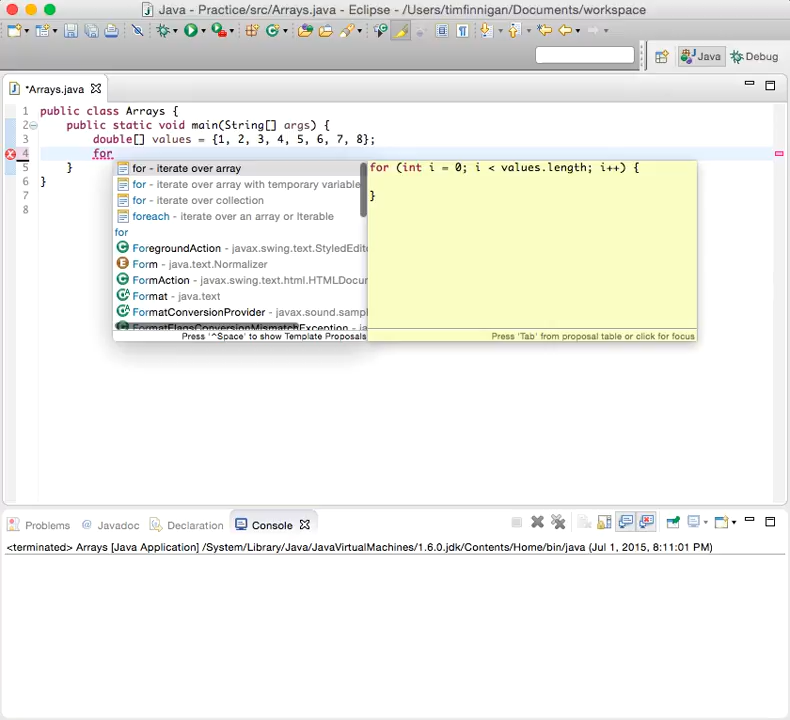 Java - Practice/src/Arrays.java - Eclipse - /Users/timfinnigan/Documents/workspace
Java
Debug
*Arrays.java
1 public class Arrays {
2 public static void main(String[] args) {
3 double[] values = {1, 2, 3, 4, 5, 6, 7, 8};
4 for
5 }
6 }
7
8
for - iterate over array
for - iterate over array with temporary variable
for - iterate over collection
foreach - iterate over an array or Iterable
for
ForegroundAction - javax.swing.text.StyledEdit
Form - java.text.Normalizer
FormAction - javax.swing.text.html.HTMLDocu
Format - java.text
FormatConversionProvider - javax.sound.samp
FormatFlagsConversionMismatchException - ja
Press '^Space' to show Template Proposals
for (int i = 0; i < values.length; i++) {
}
Press 'Tab' from proposal table or click for focus
Problems
@ Javadoc
Declaration
Console
<terminated> Arrays [Java Application] /System/Library/Java/JavaVirtualMachines/1.6.0.jdk/Contents/Home/bin/java (Jul 1, 2015, 8:11:01 PM)